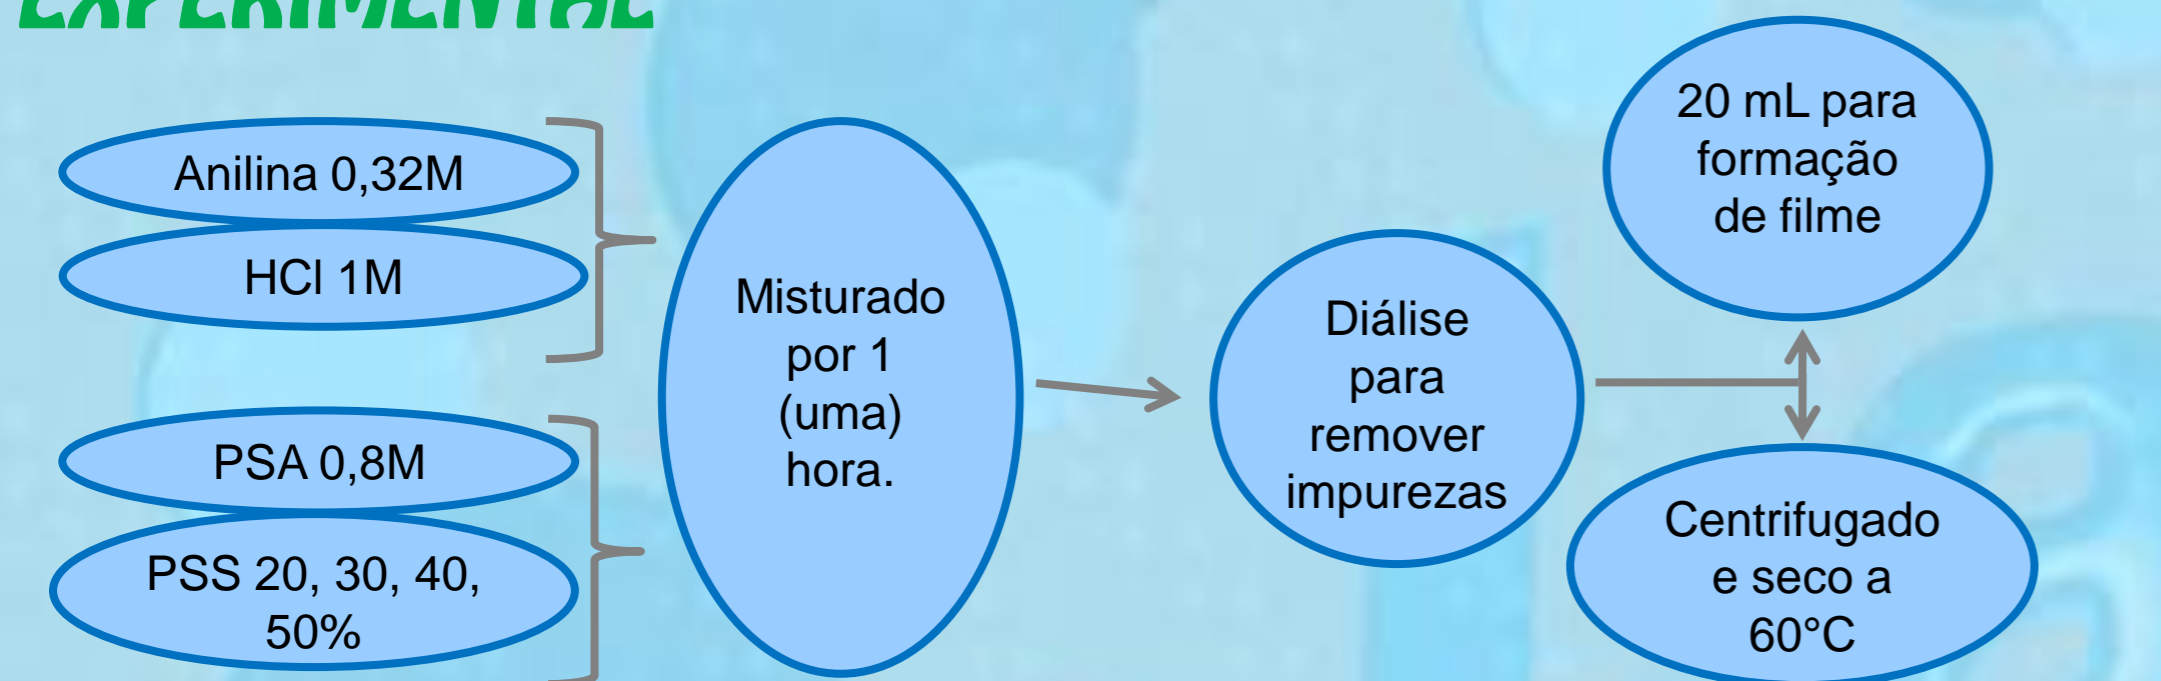 EXPERIMENTAL
Anilina 0,32M
HCl 1M
PSA 0,8M
PSS 20, 30, 40,
50%
Misturado
por 1
(uma)
hora.
Diálise
para
remover
impurezas
20 mL para
formação
de filme
Centrifugado
e seco a
60°C